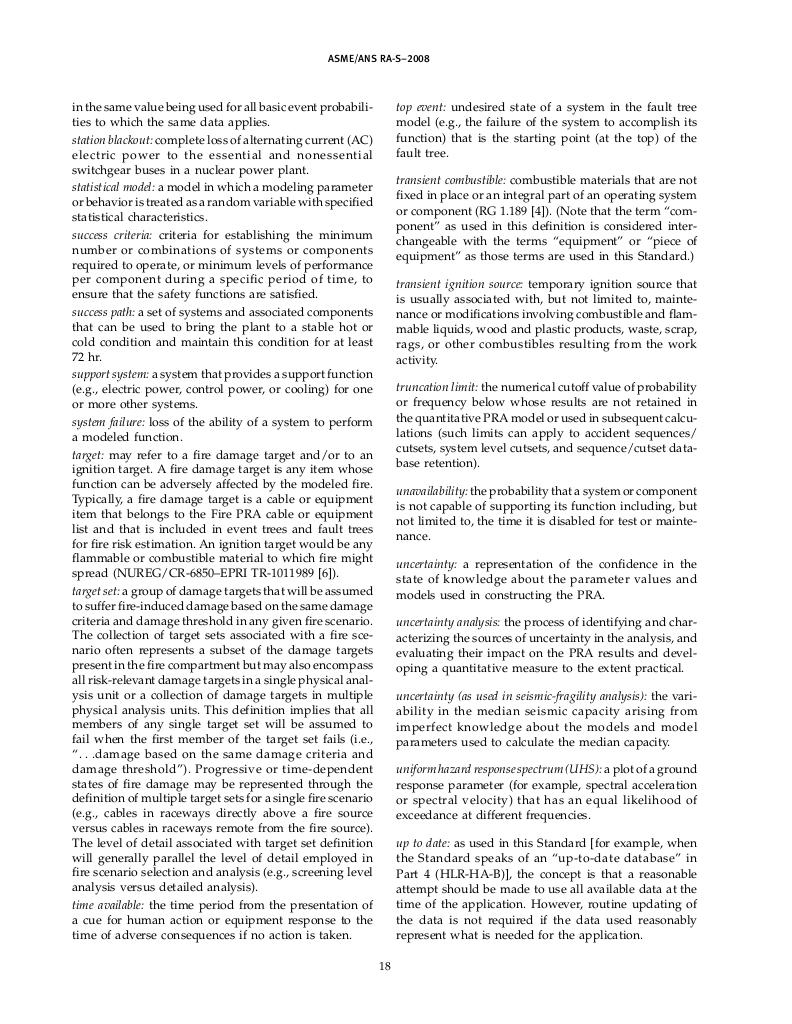 ASME/ANS RA-S–2008
in the same value being used for all basic event probabili-
ties to which the same data applies.
station blackout: complete loss of alternating current (AC)
electric power to the essential and nonessential
switchgear buses in a nuclear power plant.
statistical model: a model in which a modeling parameter
or behavior is treated as a random variable with specified
statistical characteristics.
success criteria: criteria for establishing the minimum
number or combinations of systems or components
required to operate, or minimum levels of performance
per component during a specific period of time, to
ensure that the safety functions are satisfied.
success path: a set of systems and associated components
that can be used to bring the plant to a stable hot or
cold condition and maintain this condition for at least
72 hr.
support system: a system that provides a support function
(e.g., electric power, control power, or cooling) for one
or more other systems.
system failure: loss of the ability of a system to perform
a modeled function.
target: may refer to a fire damage target and/or to an
ignition target. A fire damage target is any item whose
function can be adversely affected by the modeled fire.
Typically, a fire damage target is a cable or equipment
item that belongs to the Fire PRA cable or equipment
list and that is included in event trees and fault trees
for fire risk estimation. An ignition target would be any
flammable or combustible material to which fire might
spread (NUREG/CR-6850–EPRI TR-1011989 [6]).
target set: a group of damage targets that will be assumed
to suffer fire-induced damage based on the same damage
criteria and damage threshold in any given fire scenario.
The collection of target sets associated with a fire sce-
nario often represents a subset of the damage targets
present in the fire compartment but may also encompass
all risk-relevant damage targets in a single physical anal-
ysis unit or a collection of damage targets in multiple
physical analysis units. This definition implies that all
members of any single target set will be assumed to
fail when the first member of the target set fails (i.e.,
“. . .damage based on the same damage criteria and
damage threshold”). Progressive or time-dependent
states of fire damage may be represented through the
definition of multiple target sets for a single fire scenario
(e.g., cables in raceways directly above a fire source
versus cables in raceways remote from the fire source).
The level of detail associated with target set definition
will generally parallel the level of detail employed in
fire scenario selection and analysis (e.g., screening level
analysis versus detailed analysis).
time available: the time period from the presentation of
a cue for human action or equipment response to the
time of adverse consequences if no action is taken.
top event: undesired state of a system in the fault tree
model (e.g., the failure of the system to accomplish its
function) that is the starting point (at the top) of the
fault tree.
transient combustible: combustible materials that are not
fixed in place or an integral part of an operating system
or component (RG 1.189 [4]). (Note that the term “com-
ponent” as used in this definition is considered inter-
changeable with the terms “equipment” or “piece of
equipment” as those terms are used in this Standard.)
transient ignition source: temporary ignition source that
is usually associated with, but not limited to, mainte-
nance or modifications involving combustible and flam-
mable liquids, wood and plastic products, waste, scrap,
rags, or other combustibles resulting from the work
activity.
truncation limit: the numerical cutoff value of probability
or frequency below whose results are not retained in
the quantitative PRA model or used in subsequent calcu-
lations (such limits can apply to accident sequences/
cutsets, system level cutsets, and sequence/cutset data-
base retention).
unavailability: the probability that a system or component
is not capable of supporting its function including, but
not limited to, the time it is disabled for test or mainte-
nance.
uncertainty: a representation of the confidence in the
state of knowledge about the parameter values and
models used in constructing the PRA.
uncertainty analysis: the process of identifying and char-
acterizing the sources of uncertainty in the analysis, and
evaluating their impact on the PRA results and devel-
oping a quantitative measure to the extent practical.
uncertainty (as used in seismic-fragility analysis): the vari-
ability in the median seismic capacity arising from
imperfect knowledge about the models and model
parameters used to calculate the median capacity.
uniform hazard response spectrum (UHS): a plot of a ground
response parameter (for example, spectral acceleration
or spectral velocity) that has an equal likelihood of
exceedance at different frequencies.
up to date: as used in this Standard [for example, when
the Standard speaks of an “up-to-date database” in
Part 4 (HLR-HA-B)], the concept is that a reasonable
attempt should be made to use all available data at the
time of the application. However, routine updating of
the data is not required if the data used reasonably
represent what is needed for the application.
18